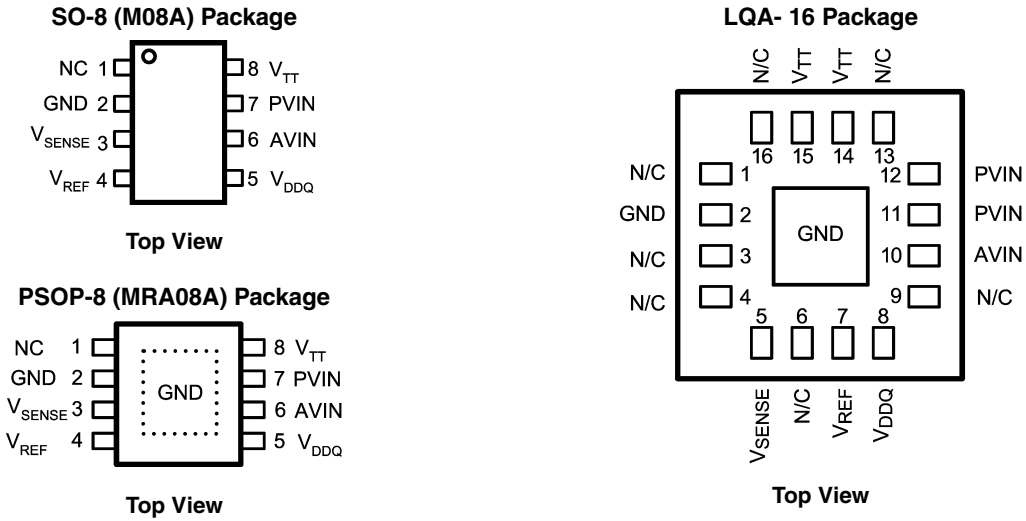 SO-8 (M08A) Package
NC 1 8 VTT
GND 2 7 PVIN
VSENSE 3 6 AVIN
VREF 4 5 VDDQ
Top View
PSOP-8 (MRA08A) Package
NC 1 8 VTT
GND 2 7 PVIN
GND
VSENSE 3 6 AVIN
VREF 4 5 VDDQ
Top View
LQA- 16 Package
N/C VTT VTT N/C
16 15 14 13
N/C 1 12 PVIN
GND 2 11 PVIN
GND
N/C 3 10 AVIN
N/C 4 9 N/C
5 6 7 8
VSENSE N/C VREF VDDQ
Top View